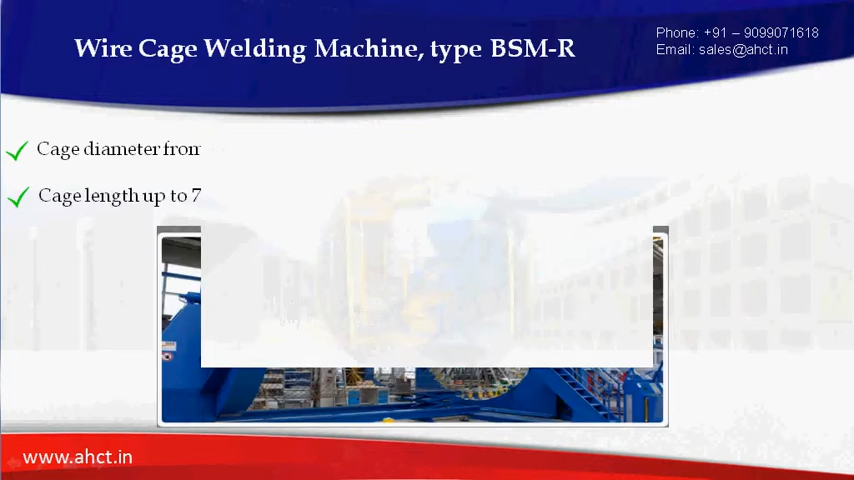 Wire Cage Welding Machine, type BSM-R
Phone: +91 – 9099071618
Email: sales@ahct.in
Cage diameter from
Cage length up to 7
www.ahct.in